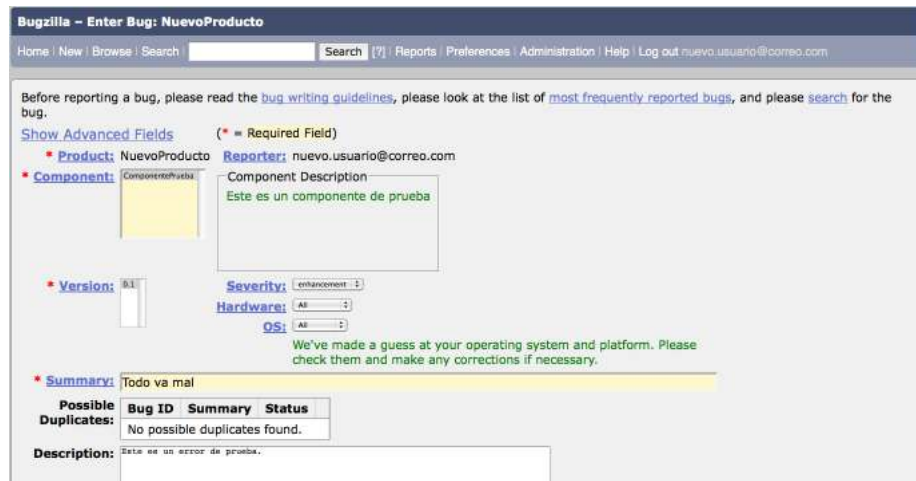 Bugzilla – Enter Bug: NuevoProducto
Home | New | Browse | Search | Search [?] | Reports | Preferences | Administration | Help | Log out nuevo.usuario@correo.com
Before reporting a bug, please read the bug writing guidelines, please look at the list of most frequently reported bugs, and please search for the
bug.
Show Advanced Fields (* = Required Field)
* Product: NuevoProducto Reporter: nuevo.usuario@correo.com
* Component: ComponentePrueba Component Description
Este es un componente de prueba
* Version: 0.1 Severity: enhancement
Hardware: All
OS: All
We've made a guess at your operating system and platform. Please
check them and make any corrections if necessary.
* Summary: Todo va mal
Possible Duplicates: Bug ID Summary Status
No possible duplicates found.
Description: Este es un error de prueba.